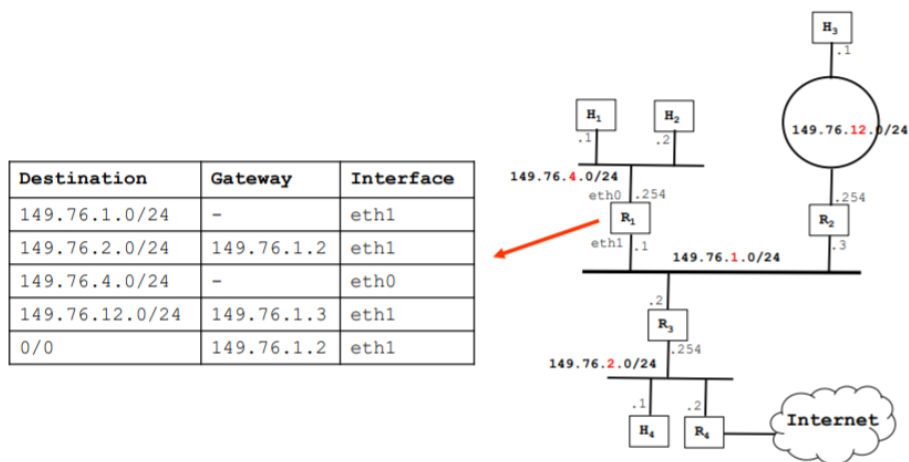 Destination Gateway Interface
149.76.1.0/24 - eth1
149.76.2.0/24 149.76.1.2 eth1
149.76.4.0/24 - eth0
149.76.12.0/24 149.76.1.3 eth1
0/0 149.76.1.2 eth1
H3
.1
149.76.12.0/24
H1
H2
.1
.2
149.76.4.0/24
eth0 .254
R1
eth1 .1
.254
R2
.3
149.76.1.0/24
.2
R3
.254
149.76.2.0/24
.1
.2
H4
R4
Internet